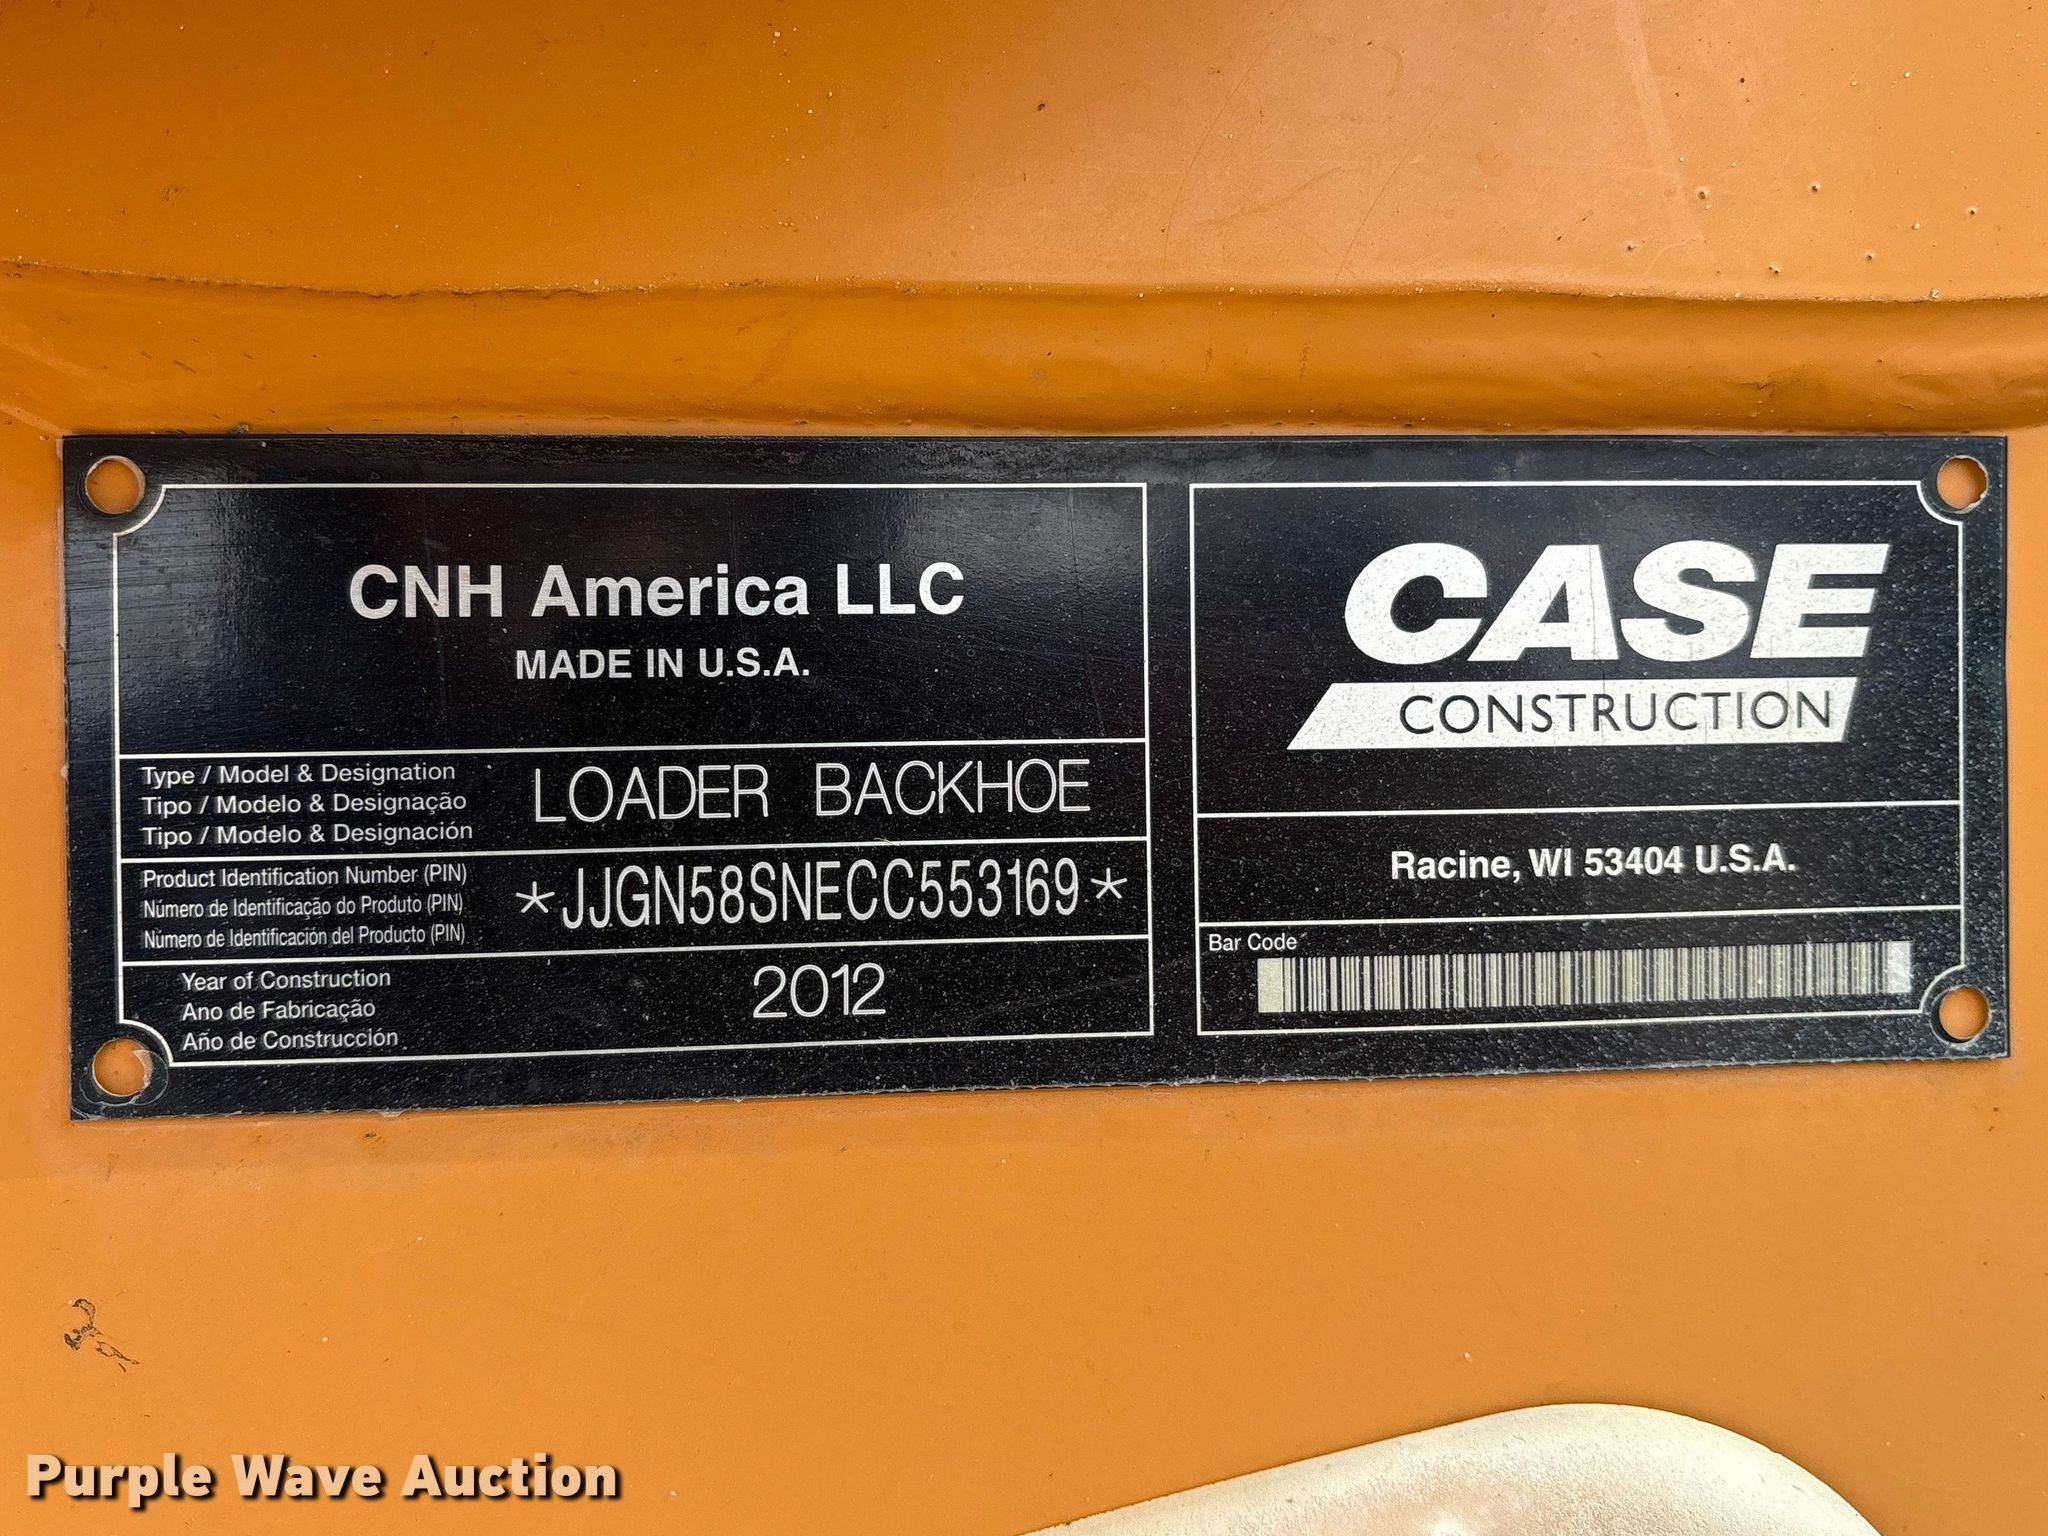 CNH America LLC
MADE IN U.S.A.
Type / Model & Designation
Tipo / Modelo & Designação
Tipo / Modelo & Designación
LOADER BACKHOE
Product Identification Number (PIN)
Número de Identificação do Produto (PIN)
Número de Identificación del Producto (PIN)
*JJGN58SNECC553169*
Year of Construction
Ano de Fabricação
Año de Construcción
2012
CASE
CONSTRUCTION
Racine, WI 53404 U.S.A.
Bar Code
Purple Wave Auction